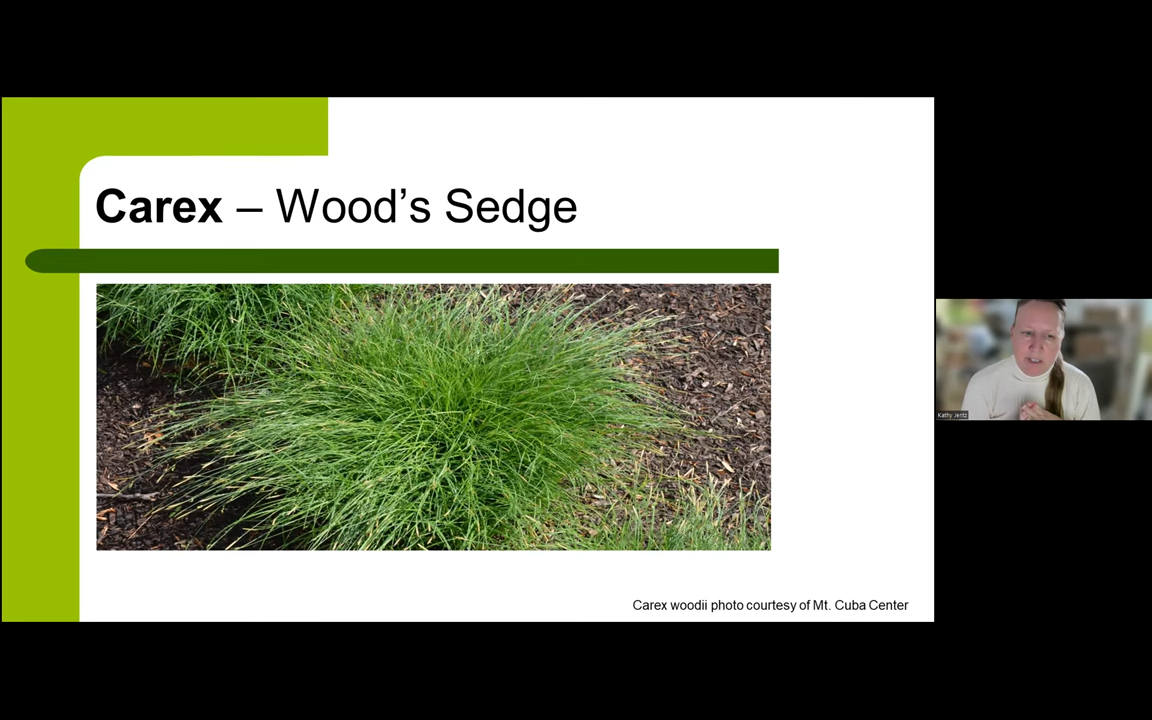 Carex – Wood’s Sedge
Carex woodii photo courtesy of Mt. Cuba Center
Kathy Jentz